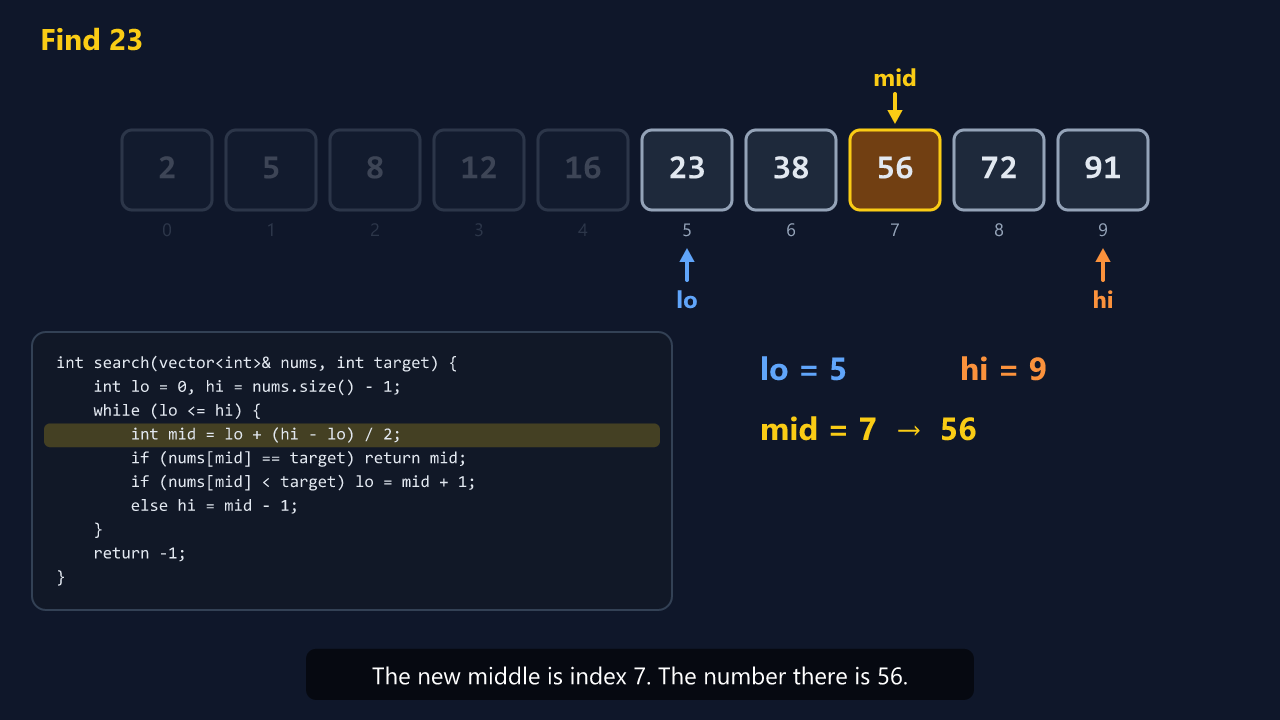 Find 23
mid
2 5 8 12 16 23 38 56 72 91
0 1 2 3 4 5 6 7 8 9
lo hi
int search(vector<int>& nums, int target) {
    int lo = 0, hi = nums.size() - 1;
    while (lo <= hi) {
        int mid = lo + (hi - lo) / 2;
        if (nums[mid] == target) return mid;
        if (nums[mid] < target) lo = mid + 1;
        else hi = mid - 1;
    }
    return -1;
}
lo = 5 hi = 9
mid = 7 → 56
The new middle is index 7. The number there is 56.